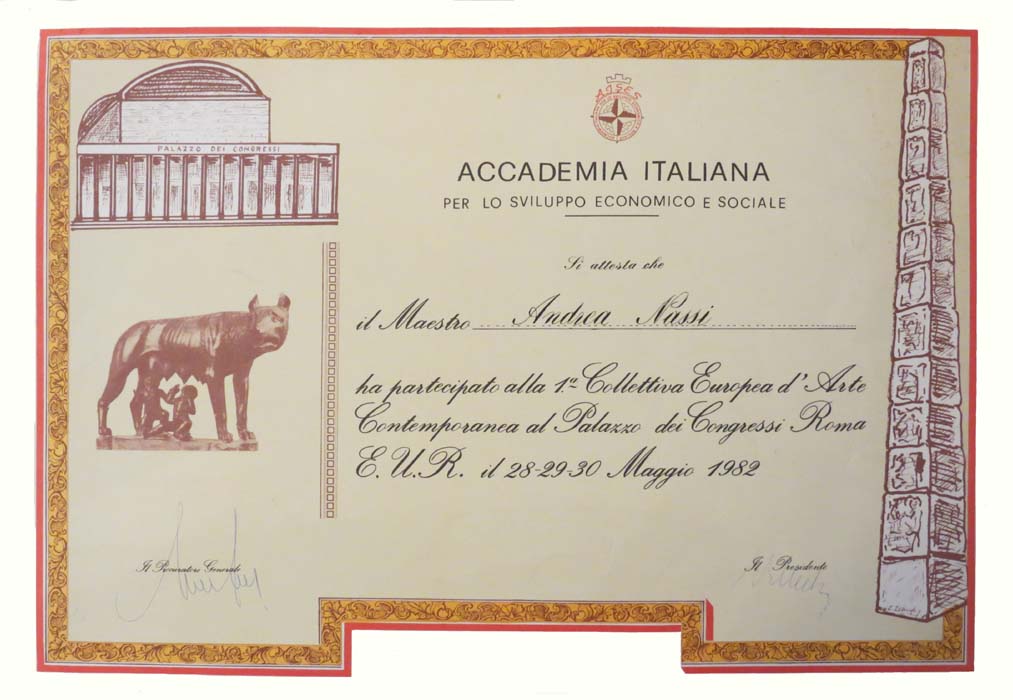 PALAZZO DEI CONGRESSI
AISES
ACCADEMIA ITALIANA
PER LO SVILUPPO ECONOMICO E SOCIALE
Si attesta che
il Maestro Andrea Nassi
ha partecipato alla 1.ª Collettiva Europea d'Arte
Contemporanea al Palazzo dei Congressi Roma
E.U.R. il 28-29-30 Maggio 1982
Il Procuratore Generale
Il Presidente